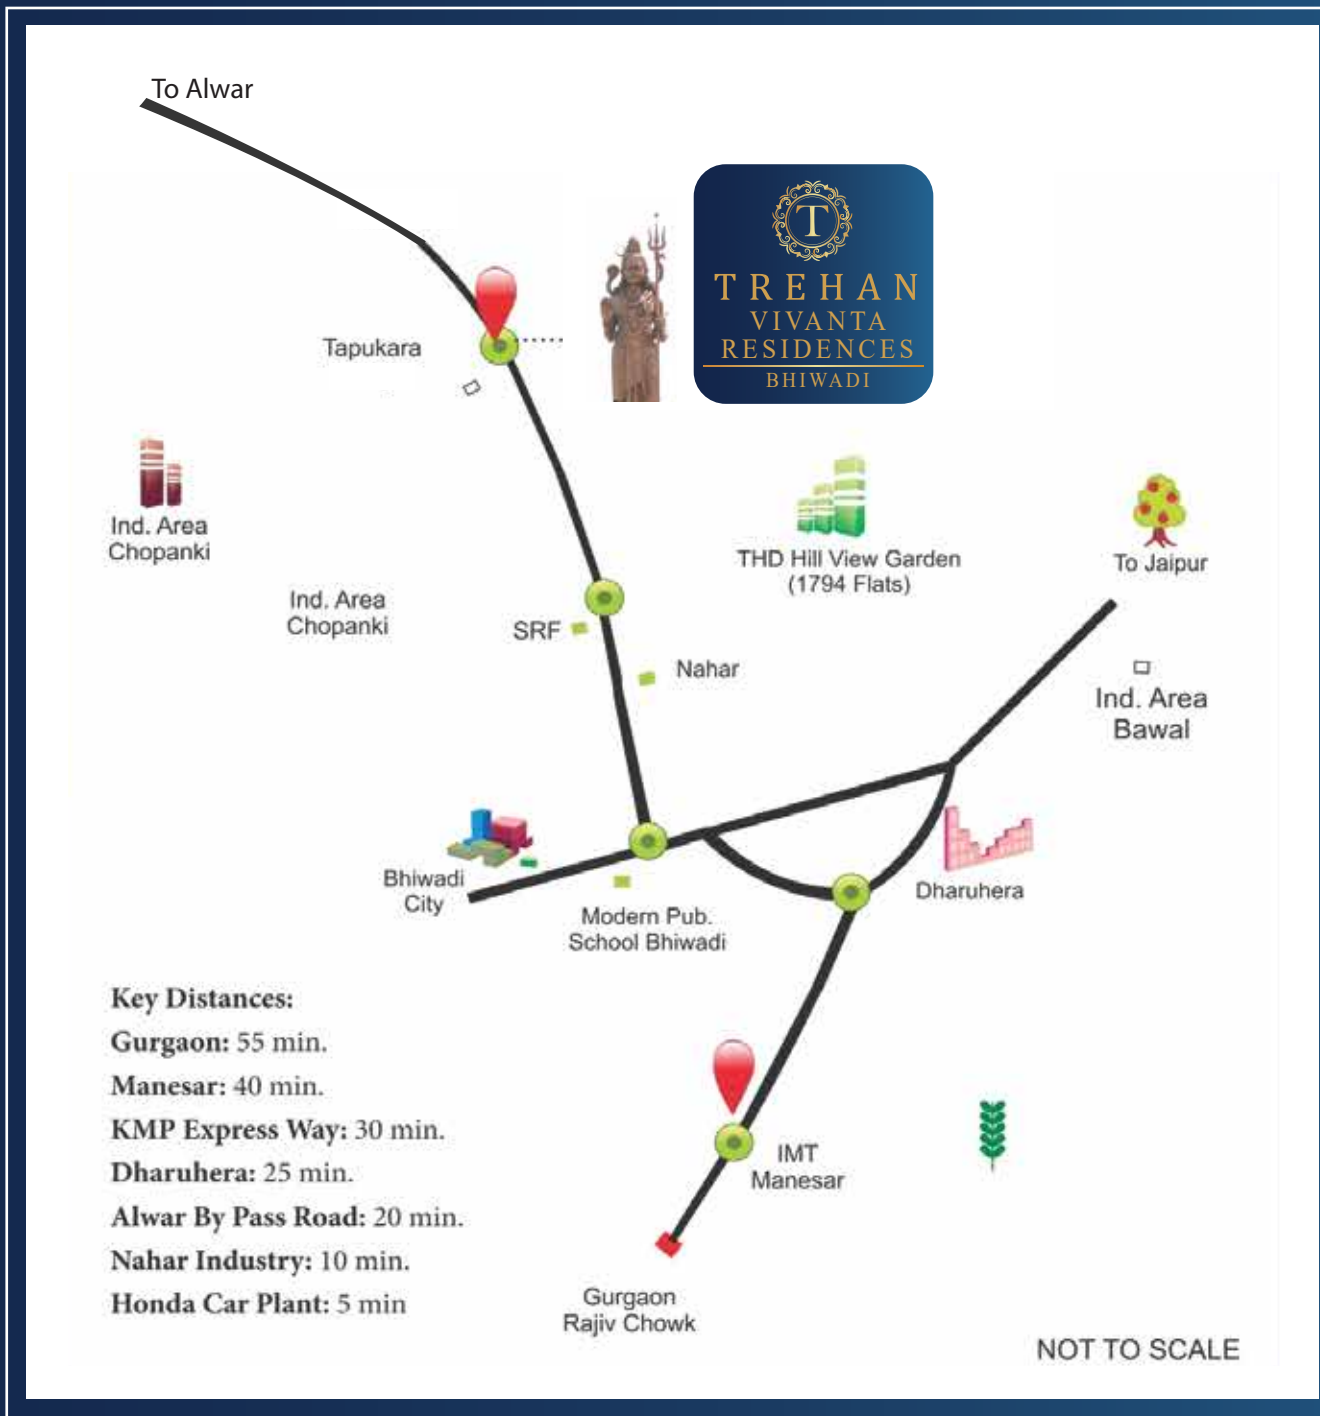 To Alwar
T
TREHAN
VIVANTA
RESIDENCES
BHIWADI
Tapukara
Ind. Area
Chopanki
THD Hill View Garden
(1794 Flats)
To Jaipur
Ind. Area
Chopanki
SRF
Nahar
Ind. Area
Bawal
Bhiwadi
City
Modern Pub.
School Bhiwadi
Dharuhera
Key Distances:
Gurgaon: 55 min.
Manesar: 40 min.
KMP Express Way: 30 min.
Dharuhera: 25 min.
Alwar By Pass Road: 20 min.
Nahar Industry: 10 min.
Honda Car Plant: 5 min
IMT
Manesar
Gurgaon
Rajiv Chowk
NOT TO SCALE